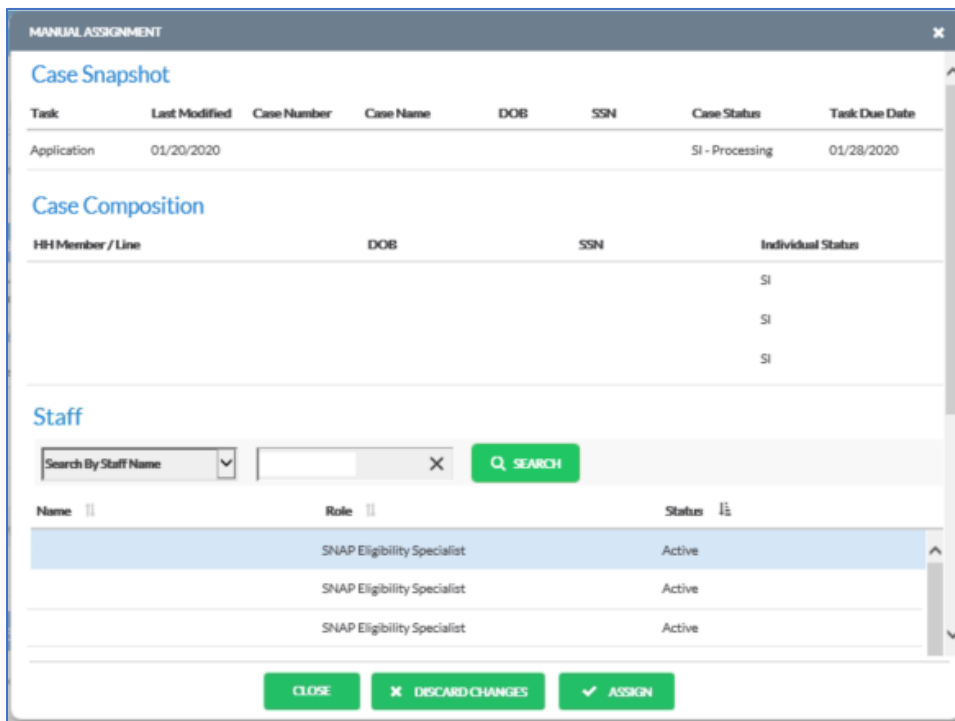 MANUAL ASSIGNMENT
Case Snapshot
Task Last Modified Case Number Case Name DOB SSN Case Status Task Due Date
Application 01/20/2020 SI - Processing 01/28/2020
Case Composition
HH Member / Line DOB SSN Individual Status
SI
SI
SI
Staff
Search By Staff Name SEARCH
Name Role Status
SNAP Eligibility Specialist Active
SNAP Eligibility Specialist Active
SNAP Eligibility Specialist Active
CLOSE DISCARD CHANGES ASSIGN